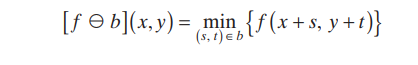 [f ⊖ b](x, y) = min_{(s, t) ∈ b} {f(x + s, y + t)}